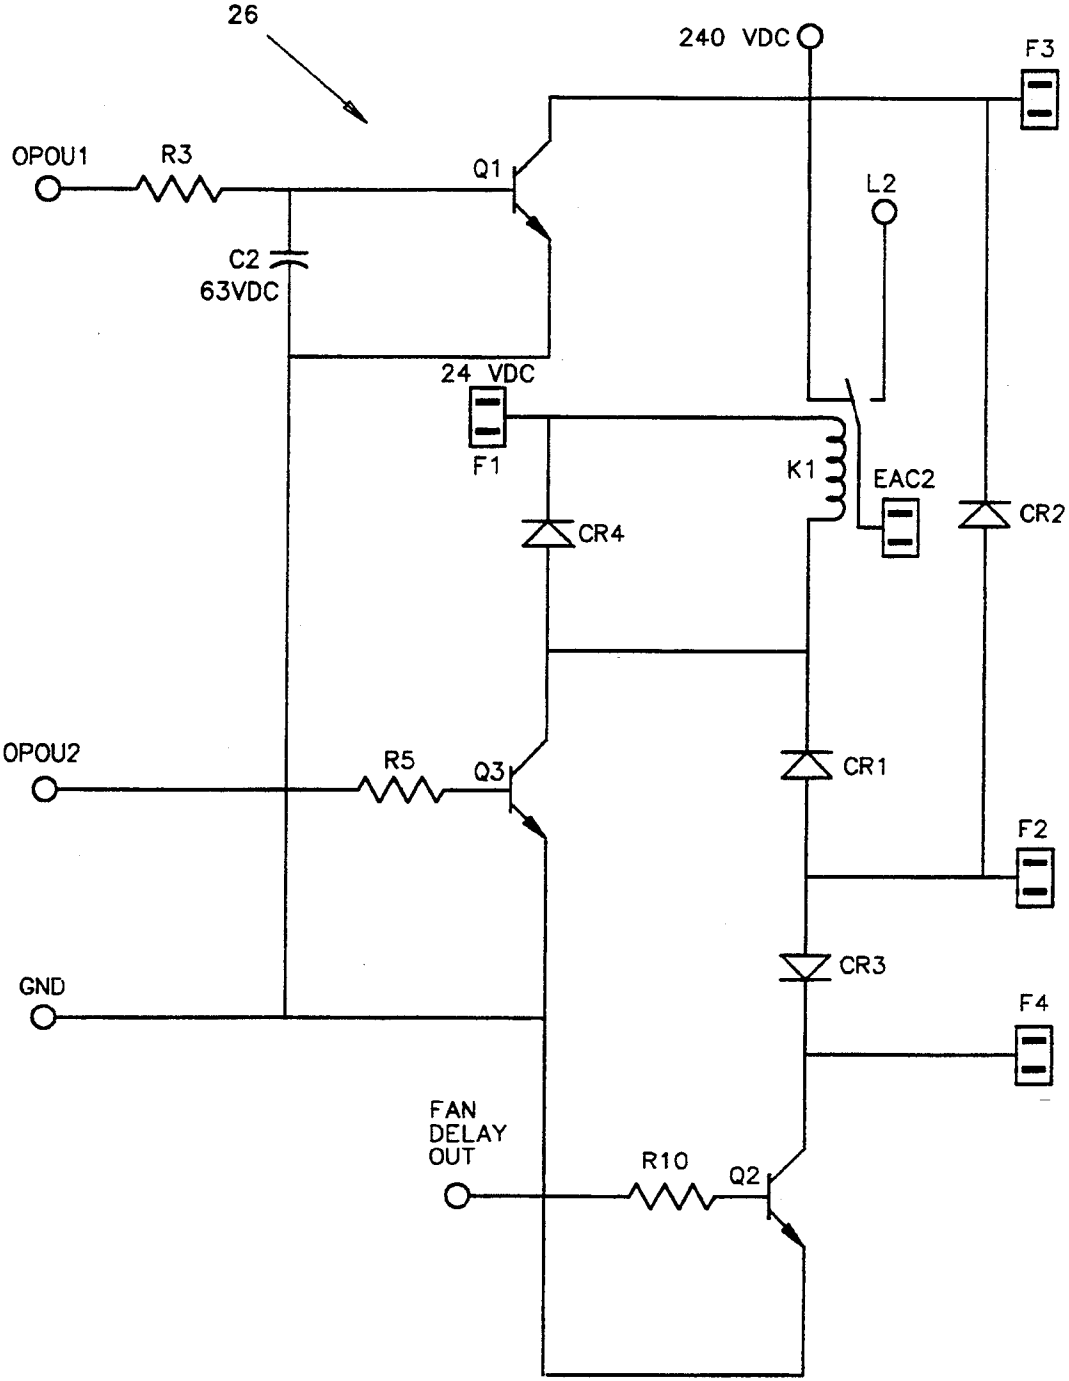 26
240 VDC
F3
OPOU1
R3
Q1
L2
C2
63VDC
24 VDC
F1
K1
EAC2
CR4
CR2
OPOU2
R5
Q3
CR1
F2
CR3
GND
F4
FAN
DELAY
OUT
R10
Q2